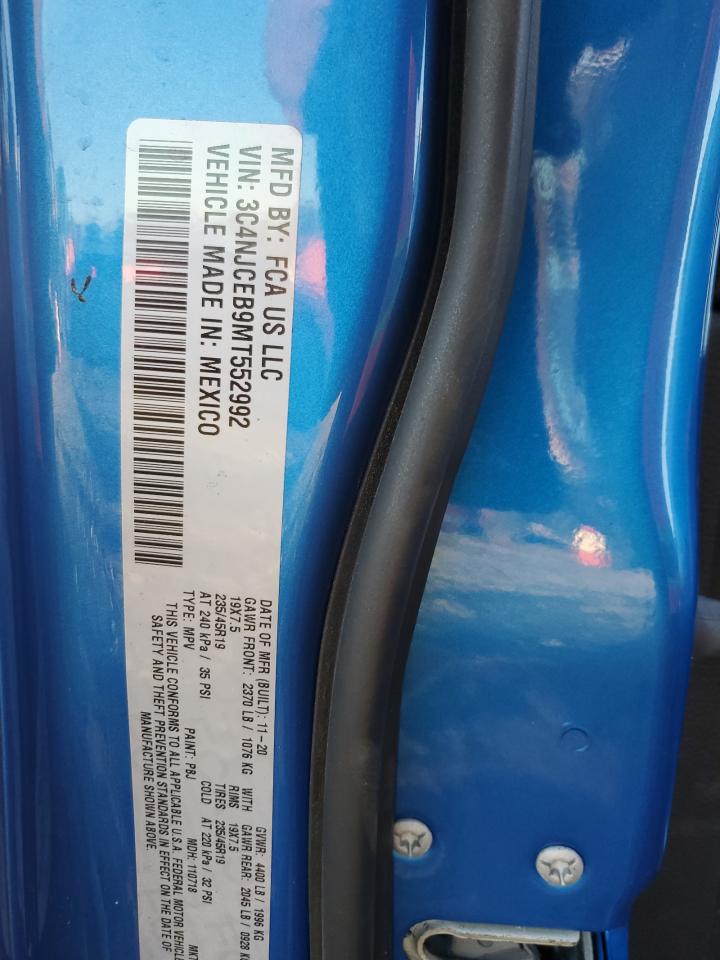 MFD BY: FCA US LLC
VIN: 3C4NJCEB9MT552992
VEHICLE MADE IN: MEXICO
DATE OF MFR (BUILT): 11-20 GVWR: 4400 LB / 1996 KG
GAWR FRONT: 2370 LB / 1076 KG WITH GAWR REAR: 2045 LB / 0928 KG
19X7.5 RIMS 19X7.5
235/45R19 TIRES 235/45R19
AT 240 kPa / 35 PSI COLD AT 220 kPa / 32 PSI
TYPE: MPV PAINT: PBJ MDH: 110718
THIS VEHICLE CONFORMS TO ALL APPLICABLE U.S.A. FEDERAL MOTOR VEHICLE
SAFETY AND THEFT PREVENTION STANDARDS IN EFFECT ON THE DATE OF
MANUFACTURE SHOWN ABOVE.